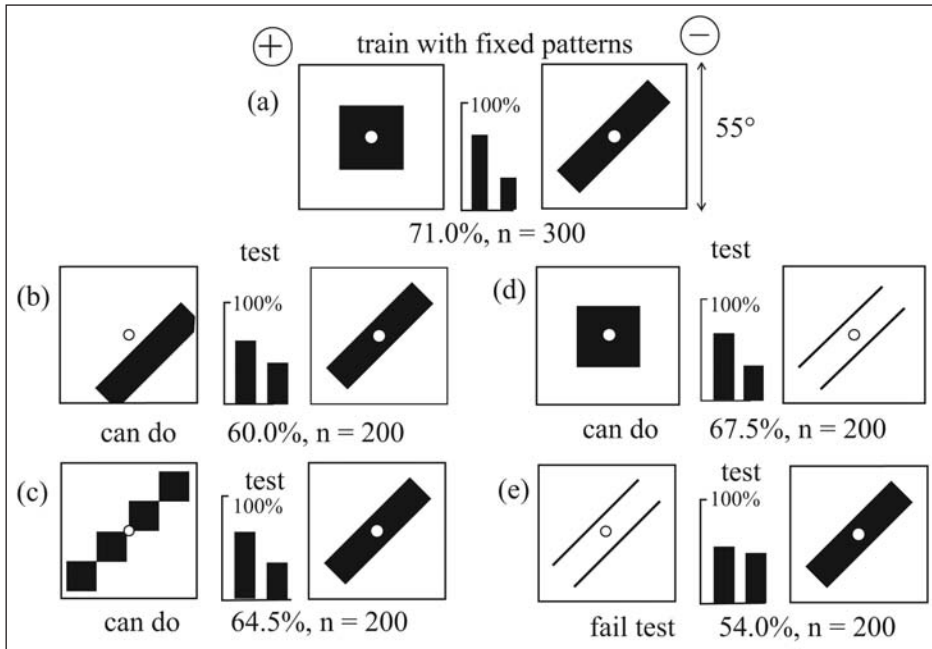 + train with fixed patterns −
(a) 100% 55°
71.0%, n = 300
test test
(b) 100% (d) 100%
can do 60.0%, n = 200 can do 67.5%, n = 200
(c) test 100% (e) test 100%
can do 64.5%, n = 200 fail test 54.0%, n = 200